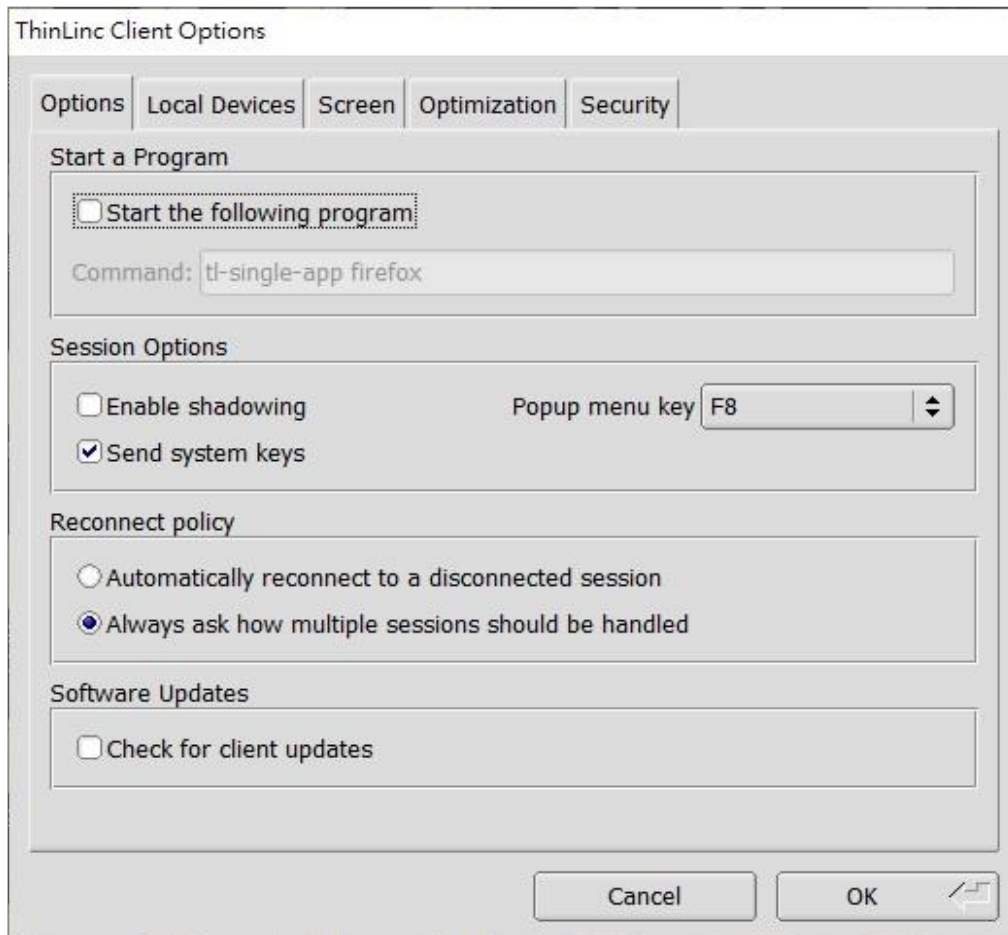 ThinLinc Client Options
Options Local Devices Screen Optimization Security
Start a Program
Start the following program
Command: tl-single-app firefox
Session Options
Enable shadowing Popup menu key F8
Send system keys
Reconnect policy
Automatically reconnect to a disconnected session
Always ask how multiple sessions should be handled
Software Updates
Check for client updates
Cancel OK